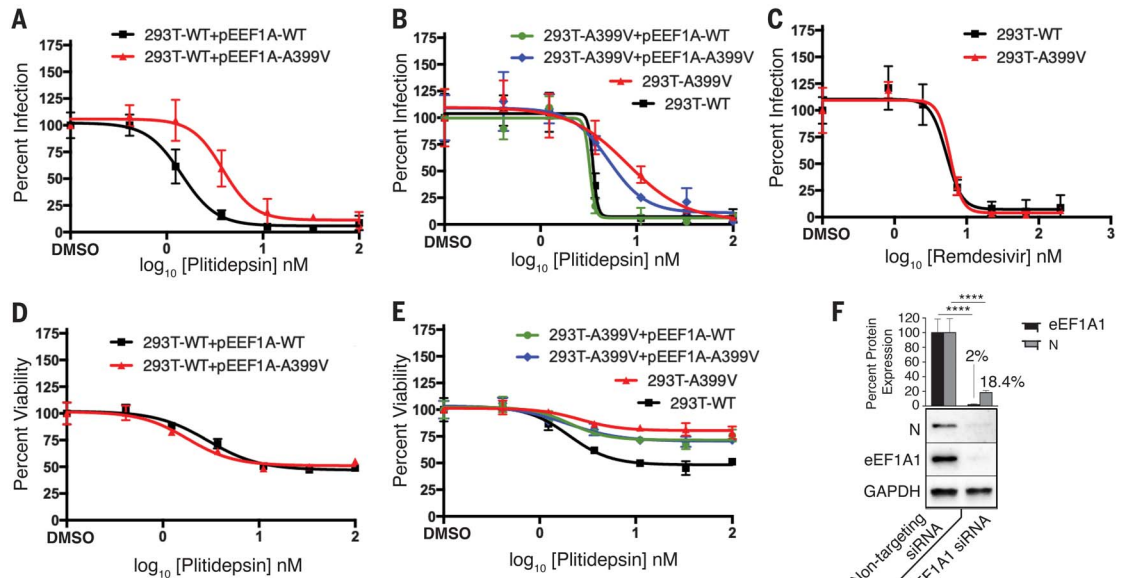 A
293T-WT+pEEF1A-WT
293T-WT+pEEF1A-A399V
Percent Infection
175
150
125
100
75
50
25
0
DMSO
0
1
2
log10 [Plitidepsin] nM
B
293T-A399V+pEEF1A-WT
293T-A399V+pEEF1A-A399V
293T-A399V
293T-WT
Percent Infection
175
150
125
100
75
50
25
0
DMSO
0
1
2
log10 [Plitidepsin] nM
C
293T-WT
293T-A399V
Percent Infection
175
150
125
100
75
50
25
0
DMSO
0
1
2
3
log10 [Remdesivir] nM
D
293T-WT+pEEF1A-WT
293T-WT+pEEF1A-A399V
Percent Viability
175
150
125
100
75
50
25
0
DMSO
0
1
2
log10 [Plitidepsin] nM
E
293T-A399V+pEEF1A-WT
293T-A399V+pEEF1A-A399V
293T-A399V
293T-WT
Percent Viability
175
150
125
100
75
50
25
0
DMSO
0
1
2
log10 [Plitidepsin] nM
F
****
****
eEF1A1
N
Percent Protein
Expression
120
100
80
60
40
20
0
2%
18.4%
N
eEF1A1
GAPDH
Non-targeting
siRNA
EF1A1 siRNA